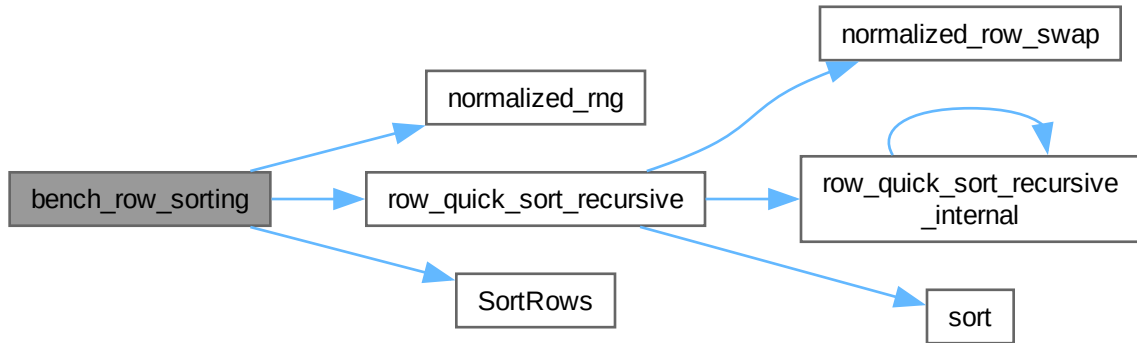 normalized_row_swap
normalized_rng
row_quick_sort_recursive
_internal
bench_row_sorting
row_quick_sort_recursive
SortRows
sort